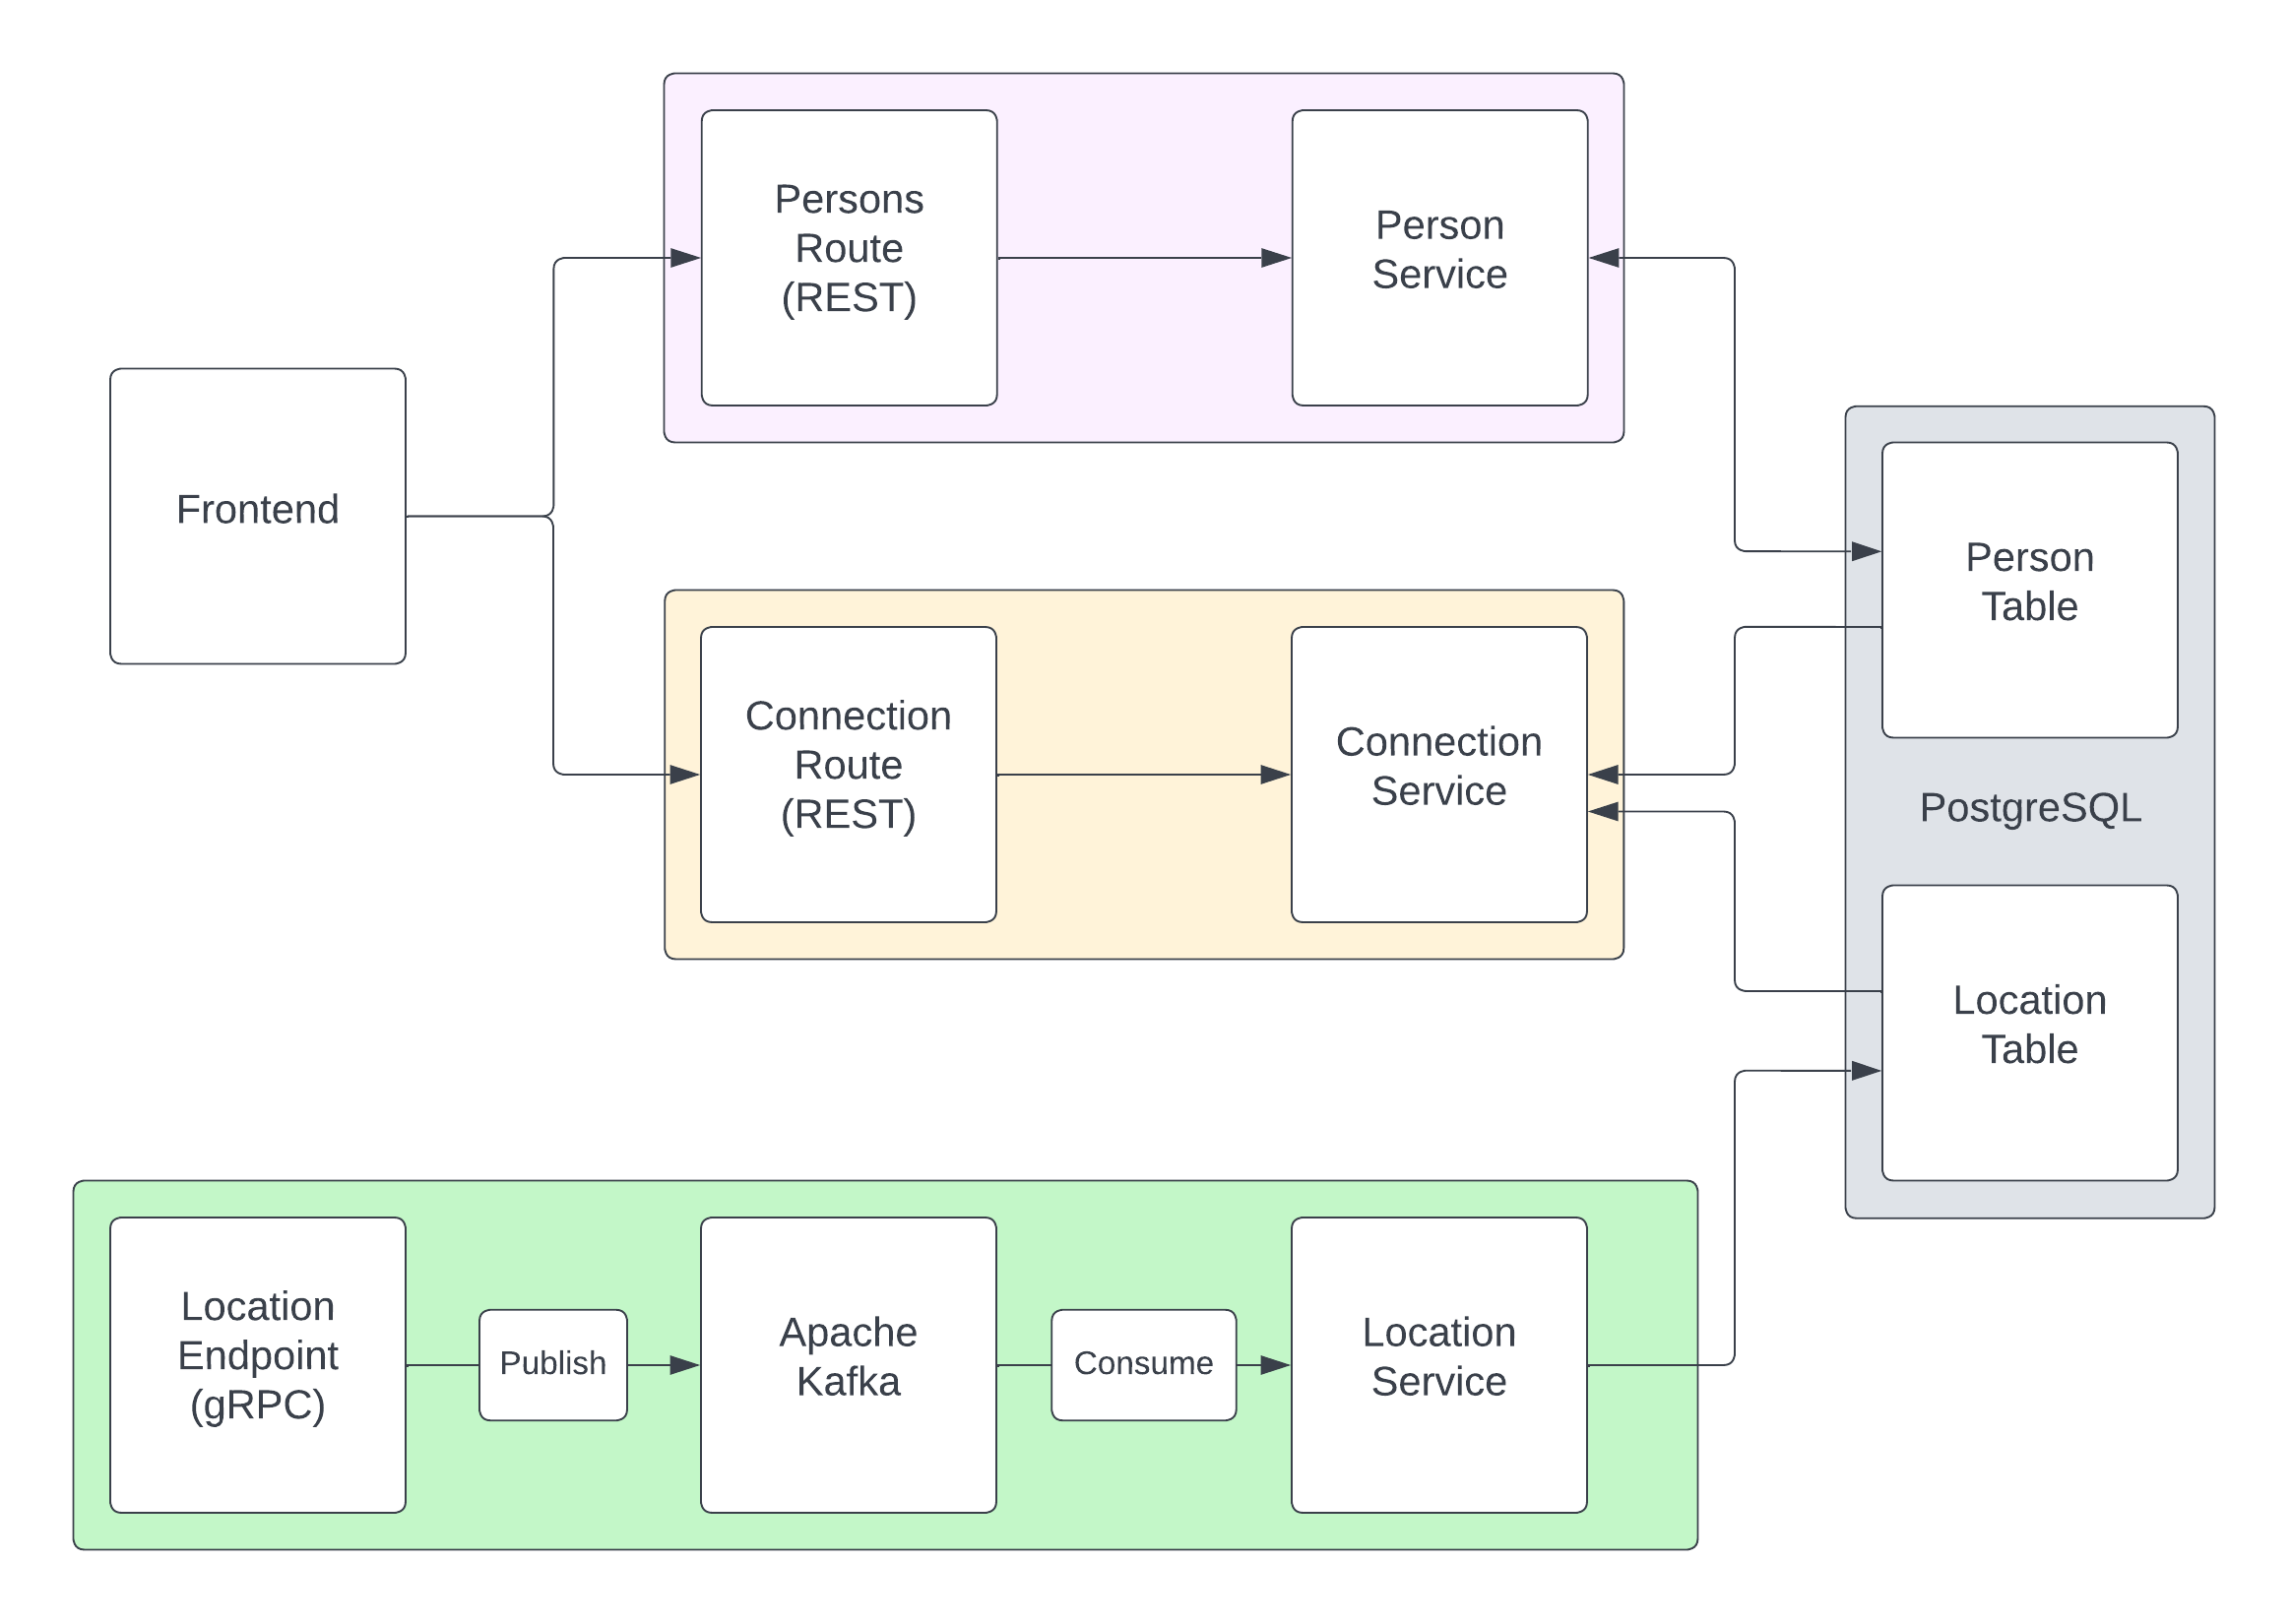 Persons
Route
(REST)
Person
Service
Frontend
Person
Table
Connection
Route
(REST)
Connection
Service
PostgreSQL
Location
Table
Location
Endpoint
(gRPC)
Publish
Apache
Kafka
Consume
Location
Service